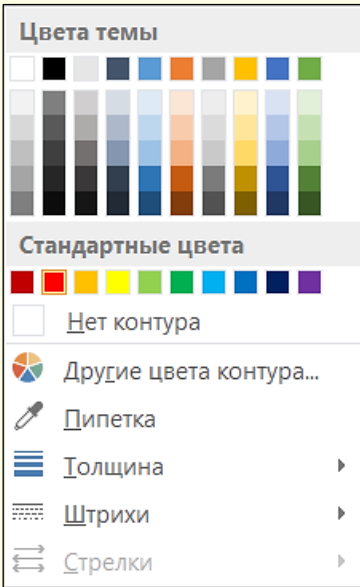 Цвета темы
Стандартные цвета
Нет контура
Другие цвета контура...
Пипетка
Толщина
Штрихи
Стрелки